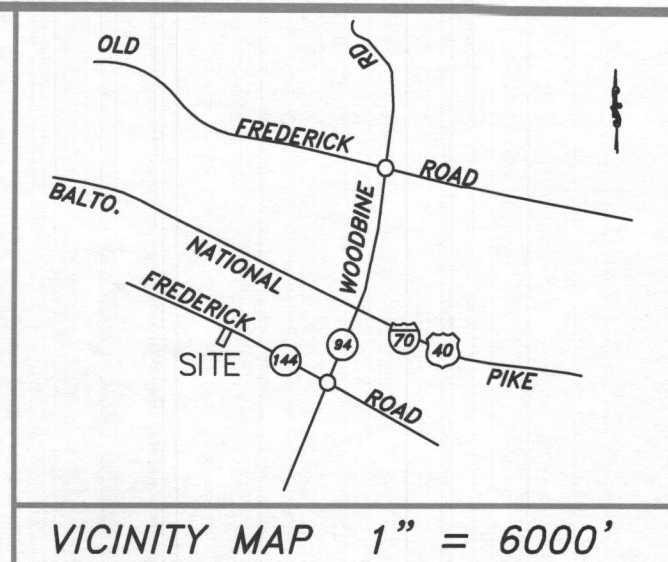 OLD
RD
FREDERICK ROAD
BALTO.
NATIONAL
WOODBINE
FREDERICK
SITE
144
94
70
40
PIKE
ROAD
VICINITY MAP 1" = 6000'